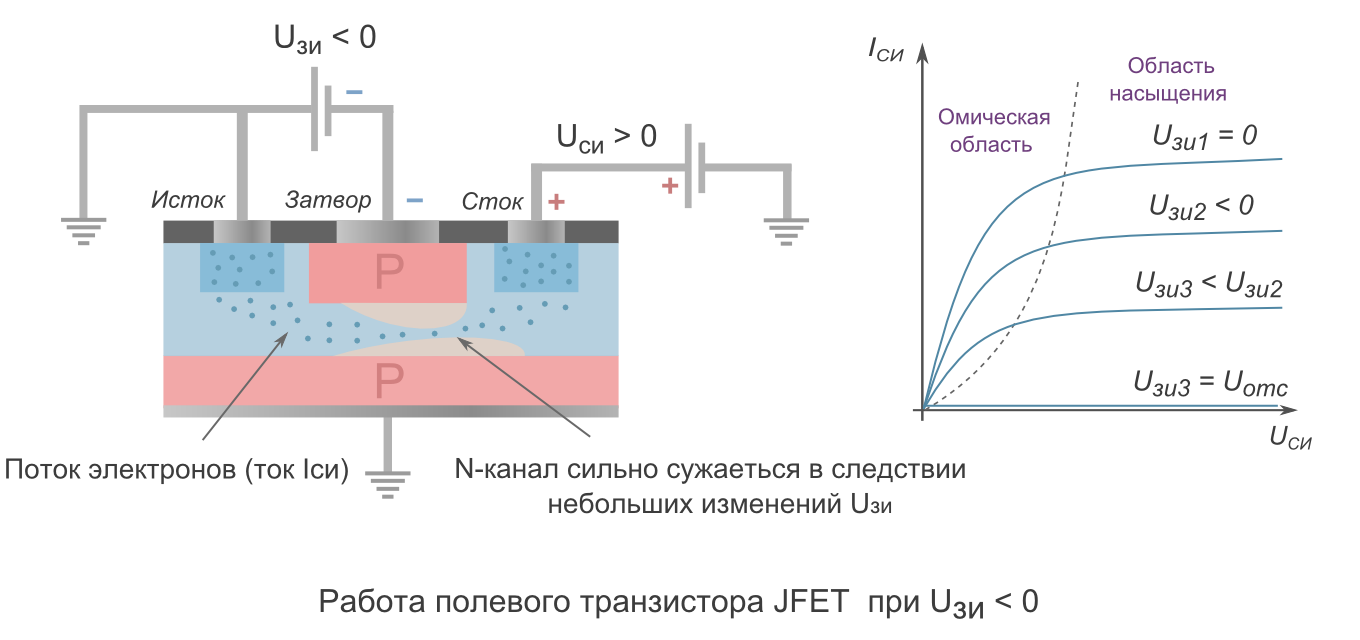 Uзи < 0
−
Uси > 0
+
Исток
Затвор
−
Сток
+
P
P
Поток электронов (ток Iси)
N-канал сильно сужаеться в следствии
небольших изменений Uзи
Iси
Омическая
область
Область
насыщения
Uзи1 = 0
Uзи2 < 0
Uзи3 < Uзи2
Uзи3 = Uотс
Uси
Работа полевого транзистора JFET при Uзи < 0